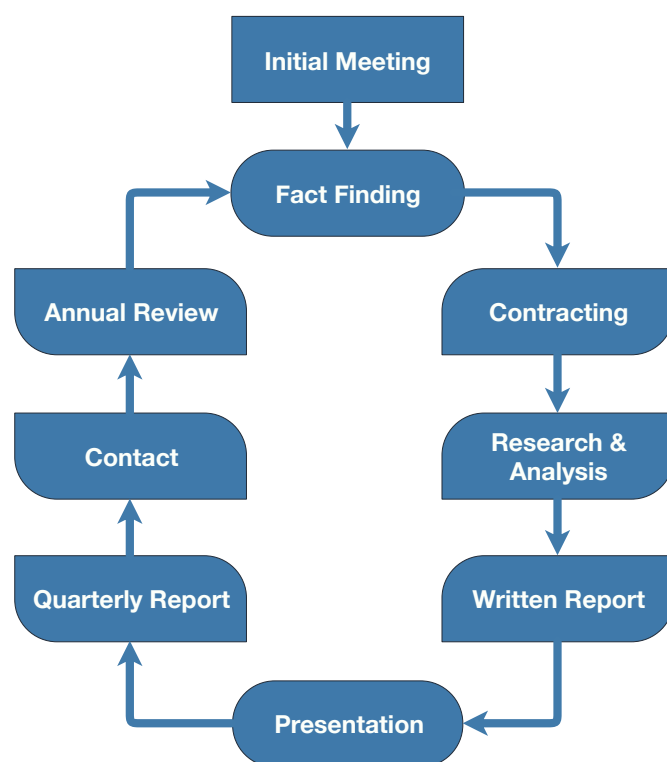 Initial Meeting
Fact Finding
Annual Review
Contracting
Contact
Research &
Analysis
Quarterly Report
Written Report
Presentation